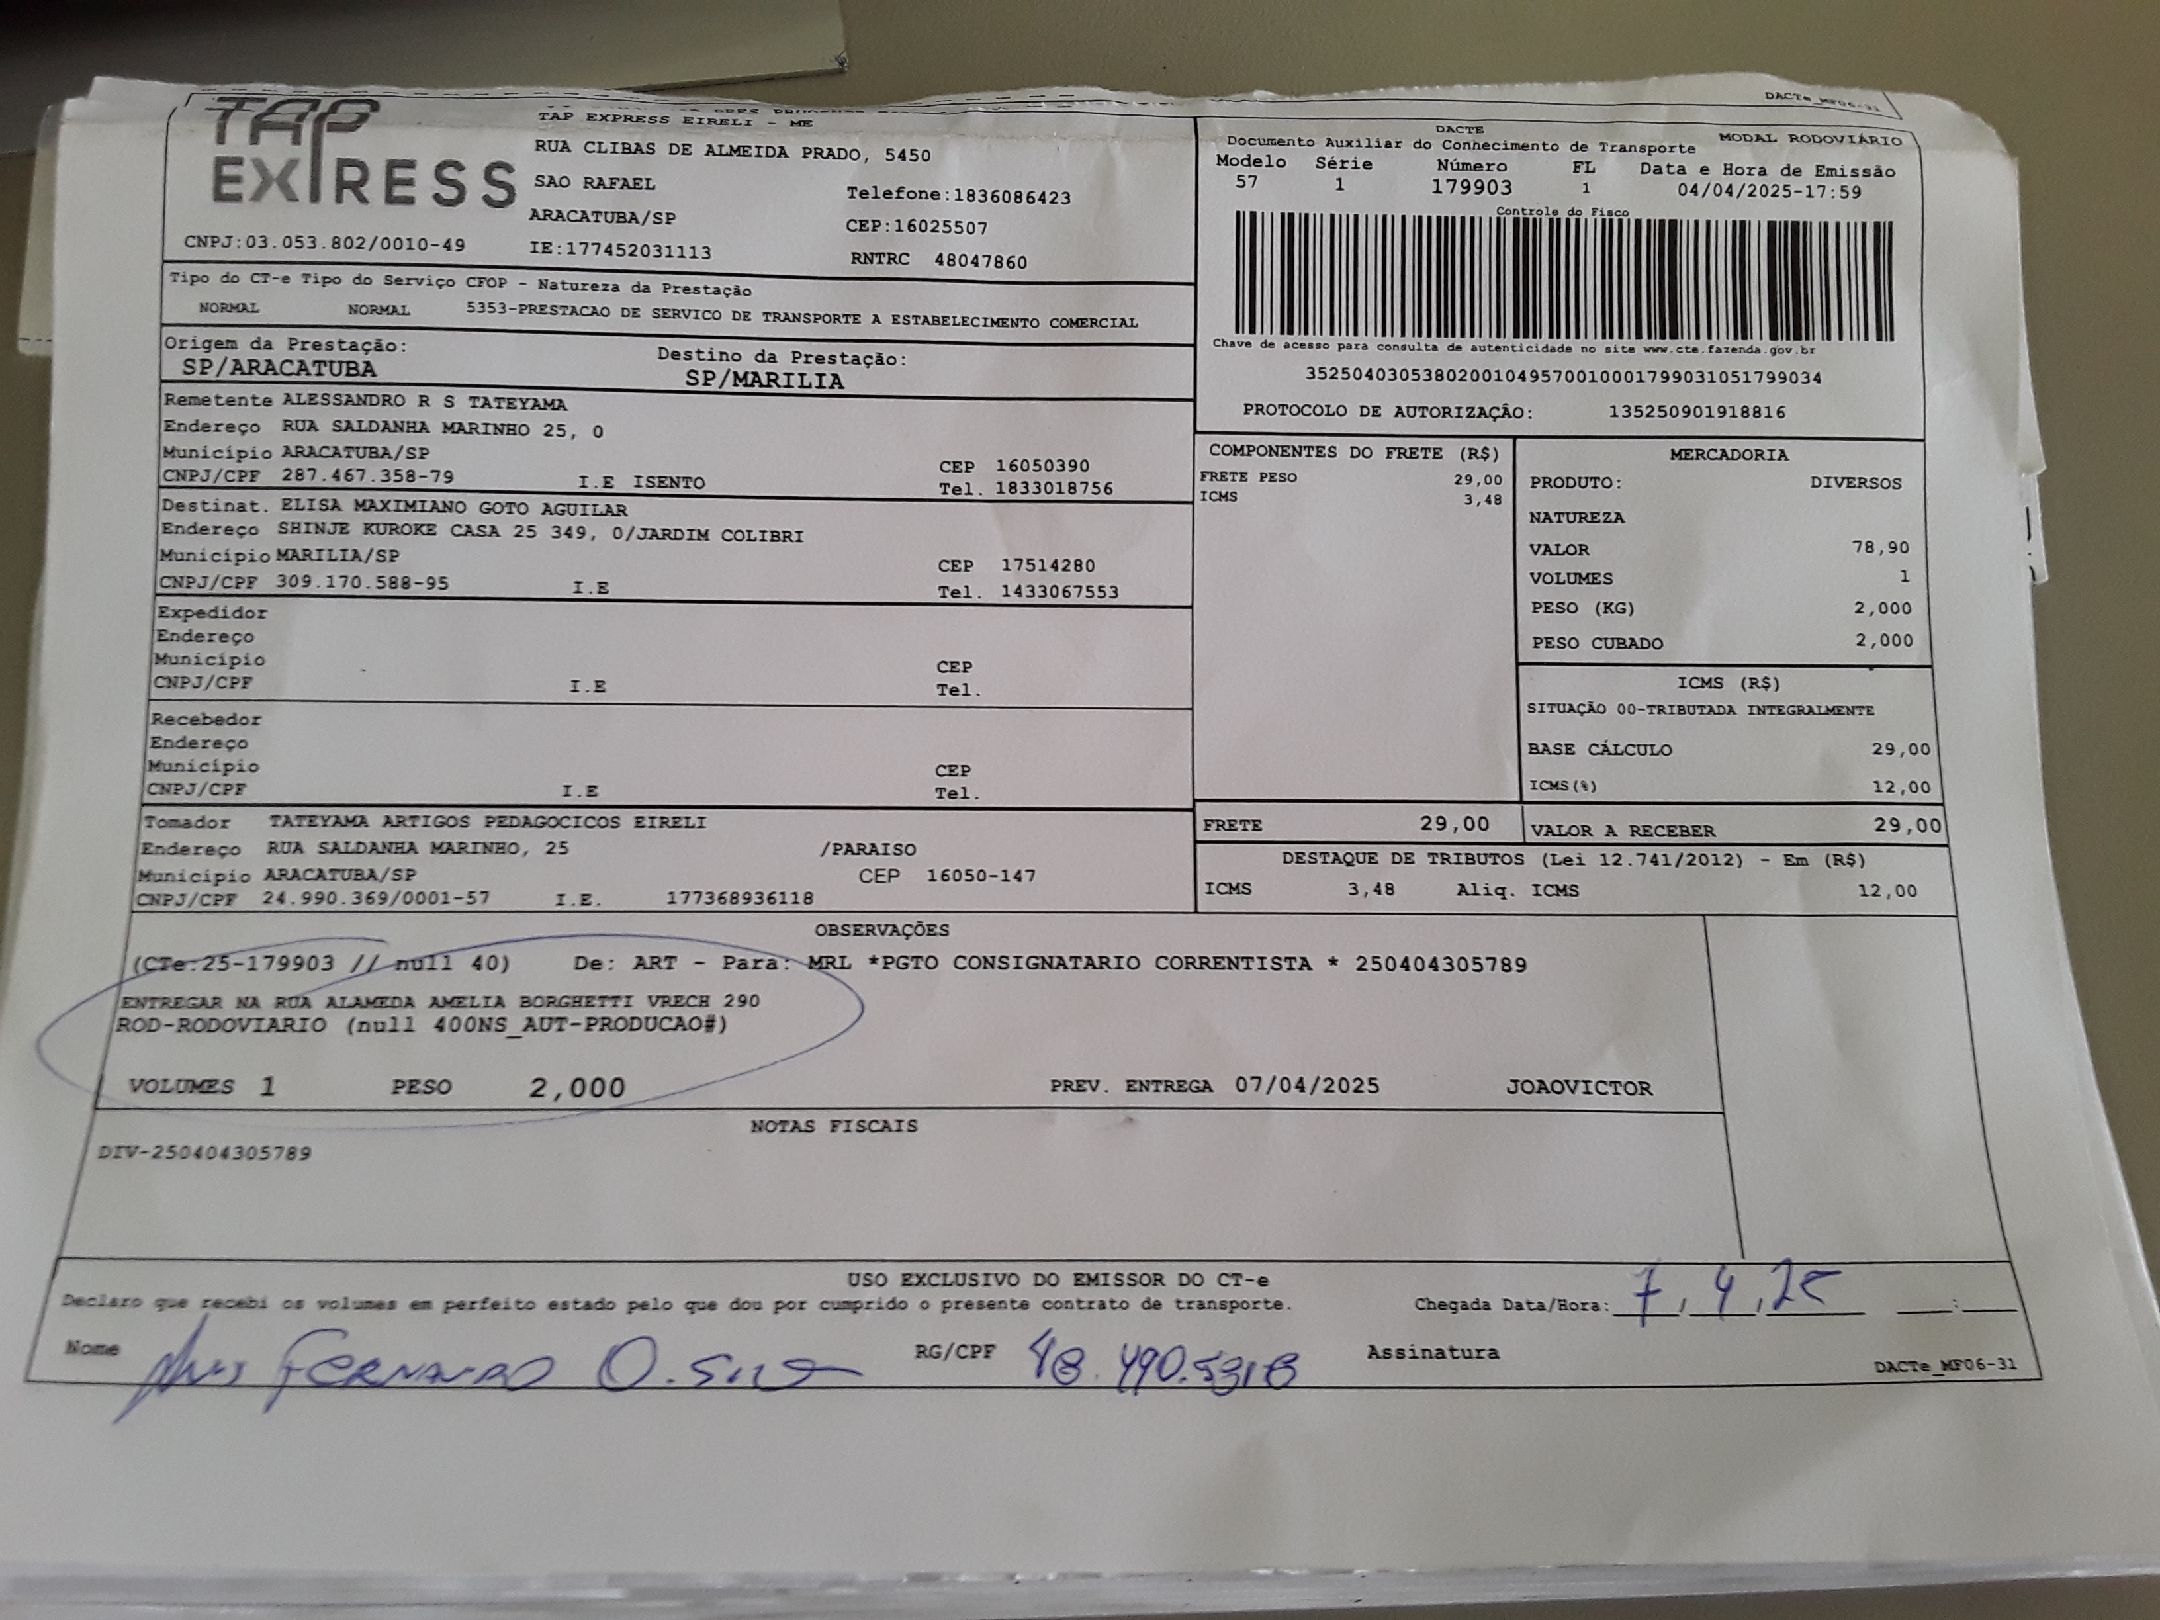 DACTe_MF06-31
TAP
EXPRESS
TAP EXPRESS EIRELI - ME
RUA CLIBAS DE ALMEIDA PRADO, 5450
SAO RAFAEL
Telefone:1836086423
ARACATUBA/SP
CEP:16025507
CNPJ:03.053.802/0010-49
IE:177452031113
RNTRC 48047860
DACTE
MODAL RODOVIÁRIO
Documento Auxiliar do Conhecimento de Transporte
Modelo Série Número FL Data e Hora de Emissão
57 1 179903 1 04/04/2025-17:59
Controle do Fisco
Chave de acesso para consulta de autenticidade no site www.cte.fazenda.gov.br
35250403053802001049570010001799031051799034
PROTOCOLO DE AUTORIZAÇÃO: 135250901918816
Tipo do CT-e Tipo do Serviço CFOP - Natureza da Prestação
NORMAL NORMAL 5353-PRESTACAO DE SERVICO DE TRANSPORTE A ESTABELECIMENTO COMERCIAL
Origem da Prestação: Destino da Prestação:
SP/ARACATUBA SP/MARILIA
Remetente ALESSANDRO R S TATEYAMA
Endereço RUA SALDANHA MARINHO 25, 0
Município ARACATUBA/SP CEP 16050390
CNPJ/CPF 287.467.358-79 I.E ISENTO Tel. 1833018756
Destinat. ELISA MAXIMIANO GOTO AGUILAR
Endereço SHINJE KUROKE CASA 25 349, 0/JARDIM COLIBRI
Município MARILIA/SP CEP 17514280
CNPJ/CPF 309.170.588-95 I.E Tel. 1433067553
Expedidor
Endereço
Município CEP
CNPJ/CPF I.E Tel.
Recebedor
Endereço
Município CEP
CNPJ/CPF I.E Tel.
Tomador TATEYAMA ARTIGOS PEDAGOCICOS EIRELI
Endereço RUA SALDANHA MARINHO, 25 /PARAISO
Município ARACATUBA/SP CEP 16050-147
CNPJ/CPF 24.990.369/0001-57 I.E. 177368936118
COMPONENTES DO FRETE (R$)
FRETE PESO 29,00
ICMS 3,48
MERCADORIA
PRODUTO: DIVERSOS
NATUREZA
VALOR 78,90
VOLUMES 1
PESO (KG) 2,000
PESO CUBADO 2,000
ICMS (R$)
SITUAÇÃO 00-TRIBUTADA INTEGRALMENTE
BASE CÁLCULO 29,00
ICMS(%) 12,00
FRETE 29,00 VALOR A RECEBER 29,00
DESTAQUE DE TRIBUTOS (Lei 12.741/2012) - Em (R$)
ICMS 3,48 Aliq. ICMS 12,00
OBSERVAÇÕES
(CTe:25-179903 // null 40) De: ART - Para: MRL *PGTO CONSIGNATARIO CORRENTISTA * 250404305789
ENTREGAR NA RUA ALAMEDA AMELIA BORGHETTI VRECH 290
ROD-RODOVIARIO (null 400NS_AUT-PRODUCAO#)
VOLUMES 1 PESO 2,000 PREV. ENTREGA 07/04/2025 JOAOVICTOR
NOTAS FISCAIS
DIV-250404305789
USO EXCLUSIVO DO EMISSOR DO CT-e
Declaro que recebi os volumes em perfeito estado pelo que dou por cumprido o presente contrato de transporte. Chegada Data/Hora: 7, 4, 25 :
Nome Fernando O. Silva RG/CPF Assinatura
DACTe_MF06-31